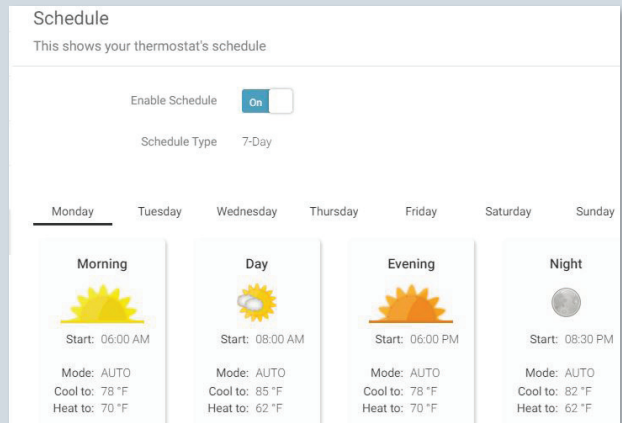 Schedule
This shows your thermostat's schedule
Enable Schedule On
Schedule Type 7-Day
Monday Tuesday Wednesday Thursday Friday Saturday Sunday
Morning Day Evening Night
Start: 06:00 AM Start: 08:00 AM Start: 06:00 PM Start: 08:30 PM
Mode: AUTO Mode: AUTO Mode: AUTO Mode: AUTO
Cool to: 78 °F Cool to: 85 °F Cool to: 78 °F Cool to: 82 °F
Heat to: 70 °F Heat to: 62 °F Heat to: 70 °F Heat to: 62 °F